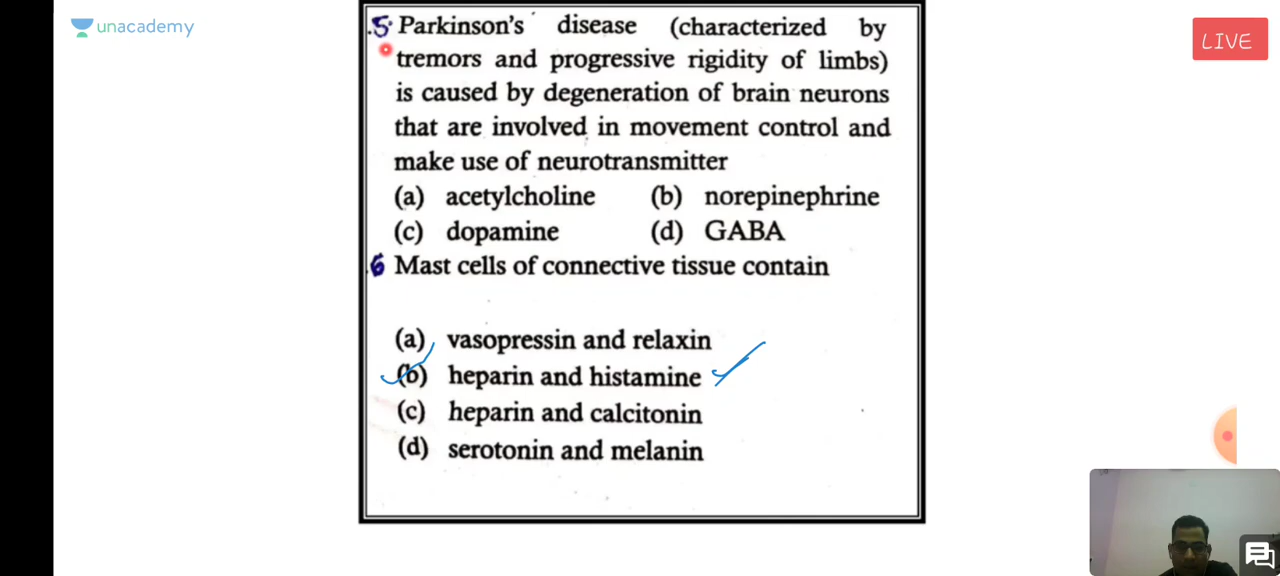 unacademy
LIVE
.5. Parkinson's disease (characterized by
tremors and progressive rigidity of limbs)
is caused by degeneration of brain neurons
that are involved in movement control and
make use of neurotransmitter
(a) acetylcholine (b) norepinephrine
(c) dopamine (d) GABA
.6 Mast cells of connective tissue contain
(a) vasopressin and relaxin
(b) heparin and histamine
(c) heparin and calcitonin
(d) serotonin and melanin